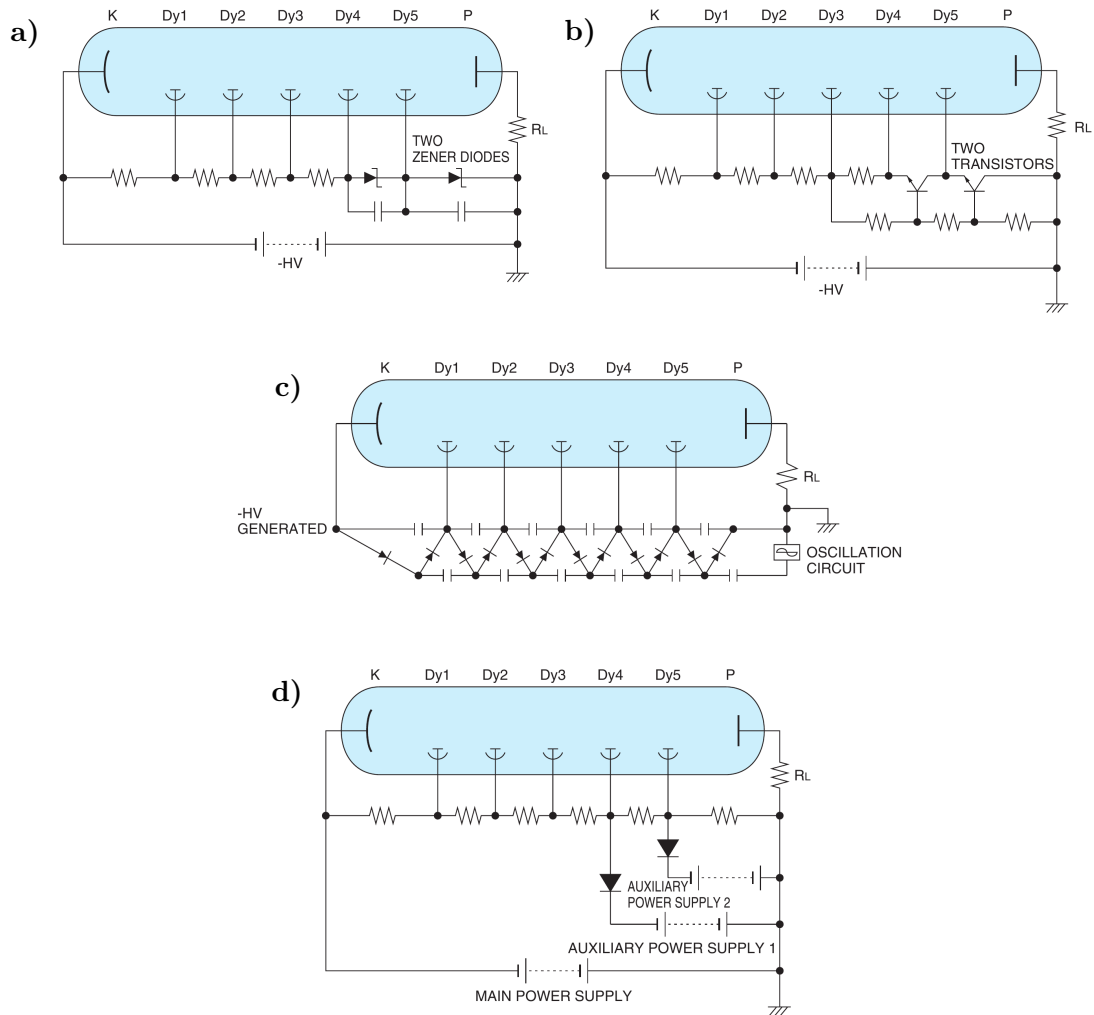 a)
K Dy1 Dy2 Dy3 Dy4 Dy5 P
RL
TWO
ZENER DIODES
-HV
b)
K Dy1 Dy2 Dy3 Dy4 Dy5 P
RL
TWO
TRANSISTORS
-HV
c)
K Dy1 Dy2 Dy3 Dy4 Dy5 P
RL
-HV
GENERATED
OSCILLATION
CIRCUIT
d)
K Dy1 Dy2 Dy3 Dy4 Dy5 P
RL
AUXILIARY
POWER SUPPLY 2
AUXILIARY POWER SUPPLY 1
MAIN POWER SUPPLY